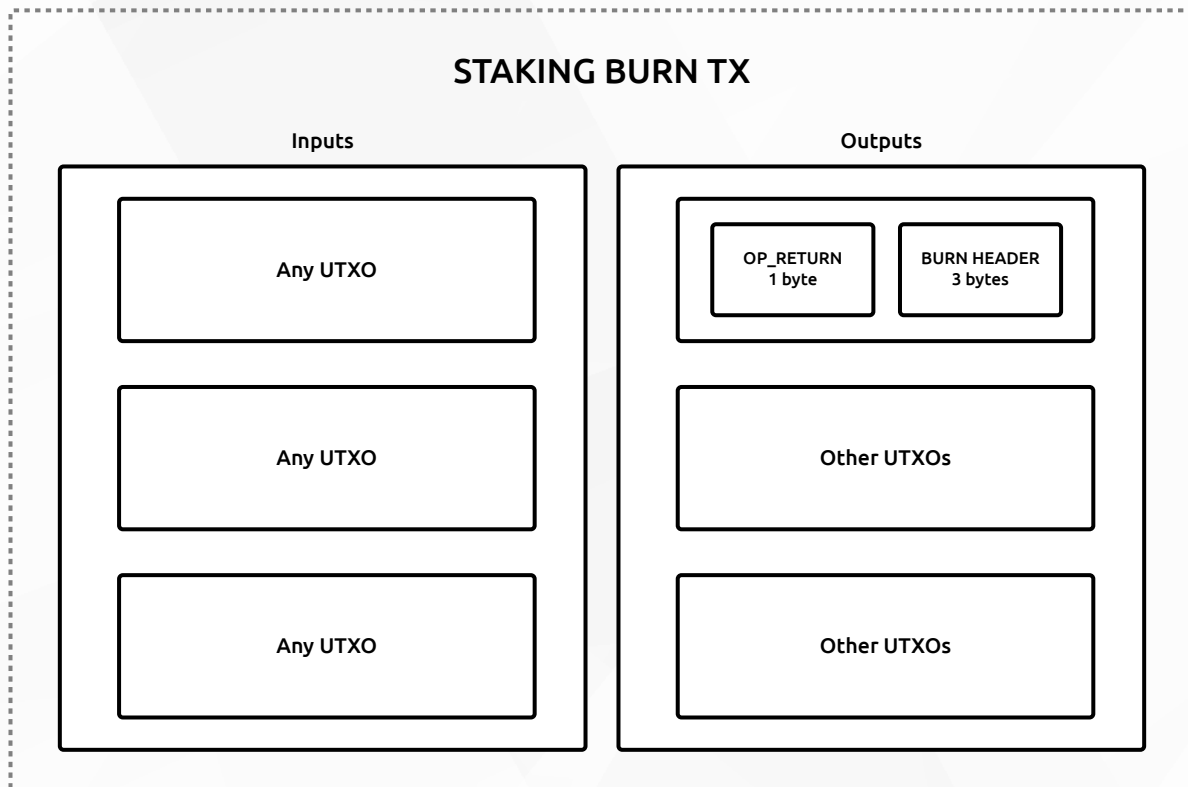 STAKING BURN TX
Inputs
Any UTXO
Any UTXO
Any UTXO
Outputs
OP_RETURN
1 byte
BURN HEADER
3 bytes
Other UTXOs
Other UTXOs